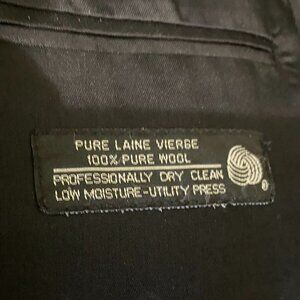 PURE LAINE VIERGE
100% PURE WOOL
PROFESSIONALLY DRY CLEAN
LOW MOISTURE-UTILITY PRESS
®